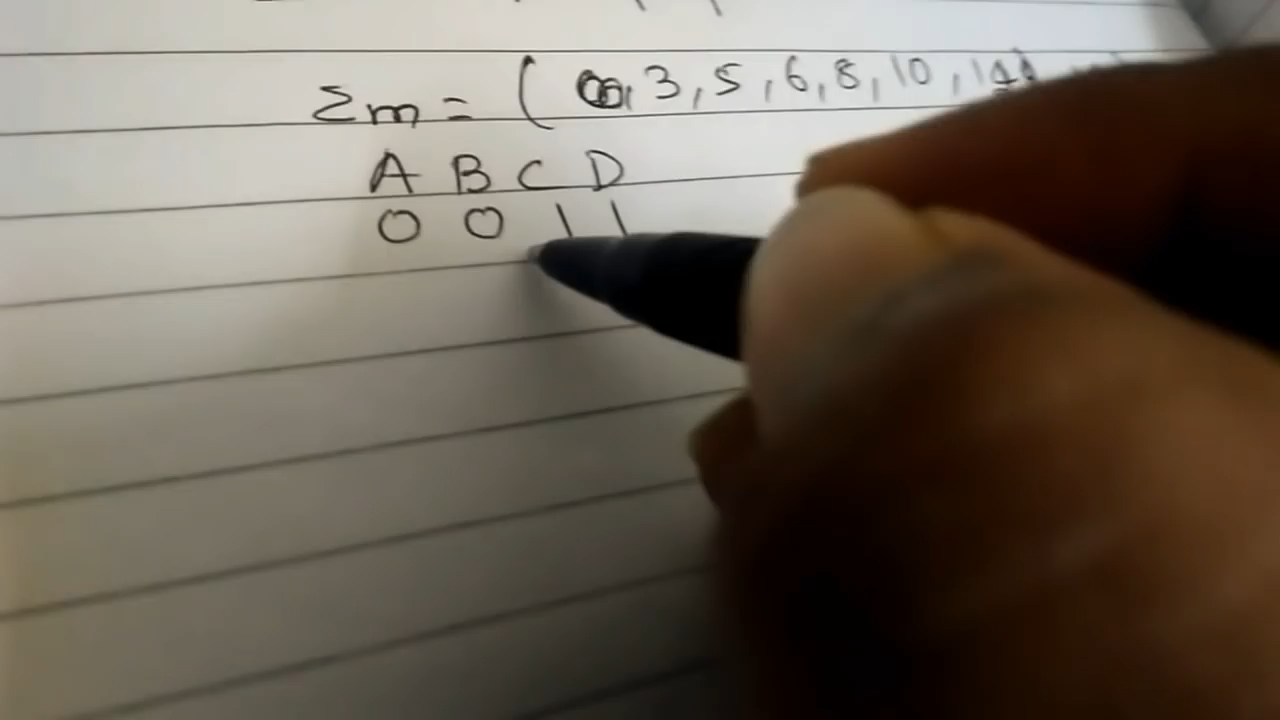 Σm = ( 3, 5, 6, 8, 10,
A B C D
0 0 1 1